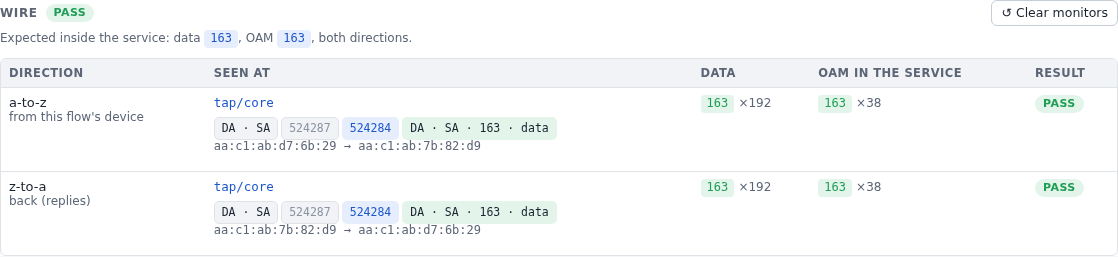 WIRE PASS ↺ Clear monitors
Expected inside the service: data 163, OAM 163, both directions.
DIRECTION SEEN AT DATA OAM IN THE SERVICE RESULT
a-to-z tap/core 163 ×192 163 ×38 PASS
from this flow's device
DA · SA 524287 524284 DA · SA · 163 · data
aa:c1:ab:d7:6b:29 → aa:c1:ab:7b:82:d9
z-to-a tap/core 163 ×192 163 ×38 PASS
back (replies)
DA · SA 524287 524284 DA · SA · 163 · data
aa:c1:ab:7b:82:d9 → aa:c1:ab:d7:6b:29